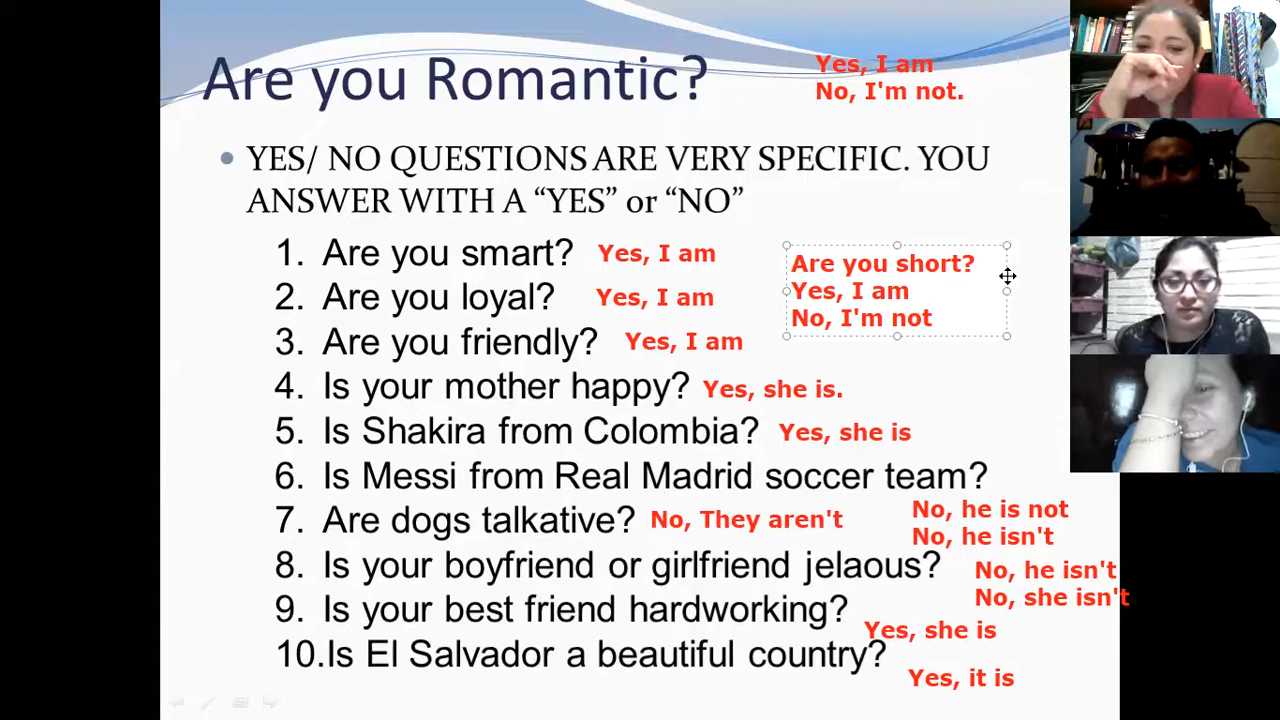 Are you Romantic?
Yes, I am
No, I'm not.
YES/ NO QUESTIONS ARE VERY SPECIFIC. YOU
ANSWER WITH A “YES” or “NO”
1. Are you smart? Yes, I am
2. Are you loyal? Yes, I am
3. Are you friendly? Yes, I am
Are you short?
Yes, I am
No, I'm not
4. Is your mother happy? Yes, she is.
5. Is Shakira from Colombia? Yes, she is
6. Is Messi from Real Madrid soccer team?
No, he is not
No, he isn't
7. Are dogs talkative? No, They aren't
8. Is your boyfriend or girlfriend jelaous?
No, he isn't
No, she isn't
9. Is your best friend hardworking?
Yes, she is
10.Is El Salvador a beautiful country?
Yes, it is